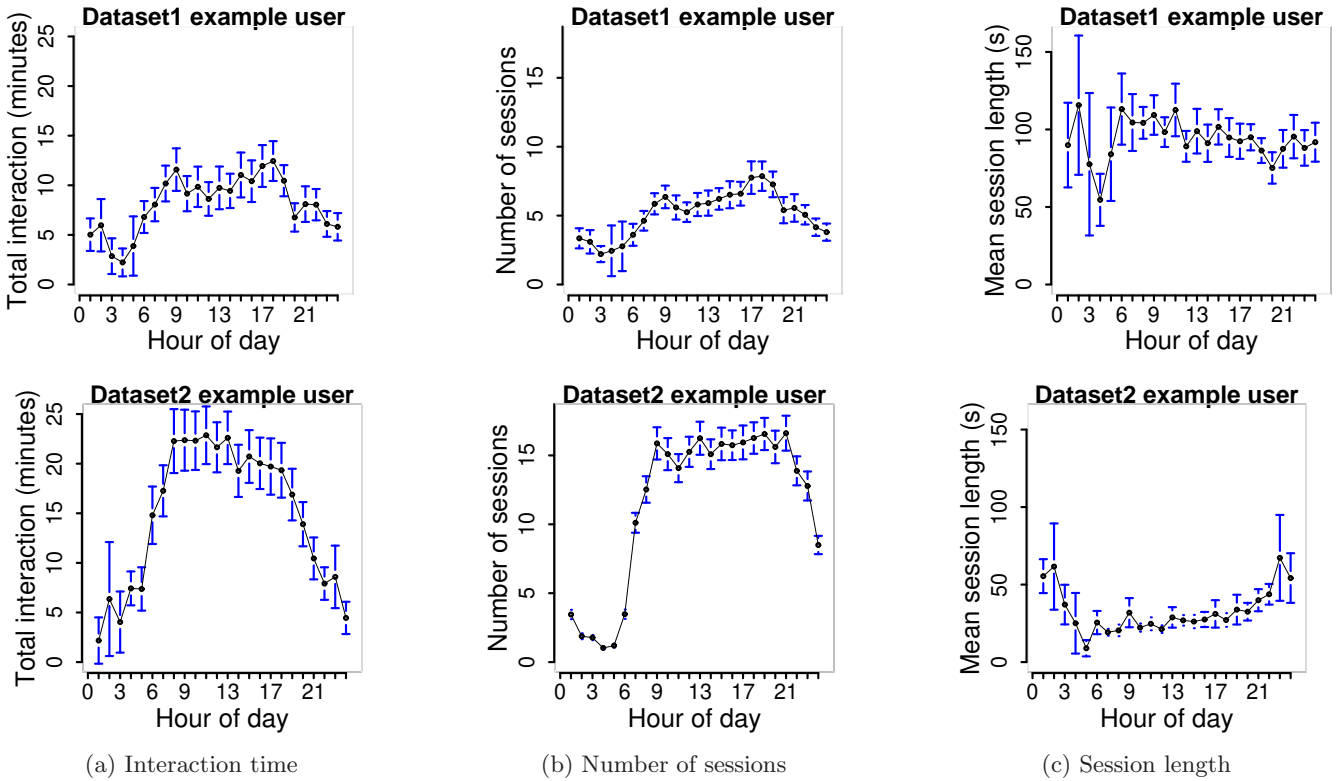 Dataset1 example user
Total interaction (minutes)
25
20
15
10
5
0
0 3 6 9 13 17 21
Hour of day
Dataset1 example user
Number of sessions
15
10
5
0
0 3 6 9 13 17 21
Hour of day
Dataset1 example user
Mean session length (s)
150
100
50
0
0 3 6 9 13 17 21
Hour of day
Dataset2 example user
Total interaction (minutes)
25
20
15
10
5
0
0 3 6 9 13 17 21
Hour of day
(a) Interaction time
Dataset2 example user
Number of sessions
15
10
5
0
0 3 6 9 13 17 21
Hour of day
(b) Number of sessions
Dataset2 example user
Mean session length (s)
150
100
50
0
0 3 6 9 13 17 21
Hour of day
(c) Session length